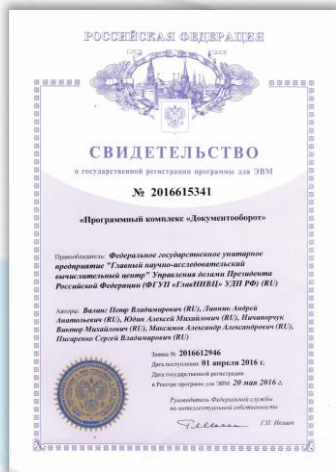 РОССИЙСКАЯ ФЕДЕРАЦИЯ
СВИДЕТЕЛЬСТВО
о государственной регистрации программы для ЭВМ
№ 2016615341
«Программный комплекс «Документооборот»
Правообладатель: Федеральное государственное унитарное
предприятие "Главный научно-исследовательский
вычислительный центр" Управления делами Президента
Российской Федерации (ФГУП «ГлавНИВЦ» УДП РФ) (RU)
Авторы: Валинс Петр Владимирович (RU), Линник Андрей
Анатольевич (RU), Юдин Алексей Михайлович (RU), Ничипорчук
Виктор Михайлович (RU), Максимов Александр Александрович (RU),
Писаренко Сергей Владимирович (RU)
Заявка № 2016612946
Дата поступления 01 апреля 2016 г.
Дата государственной регистрации
в Реестре программ для ЭВМ 20 мая 2016 г.
Руководитель Федеральной службы
по интеллектуальной собственности
Г.П. Ивлиев